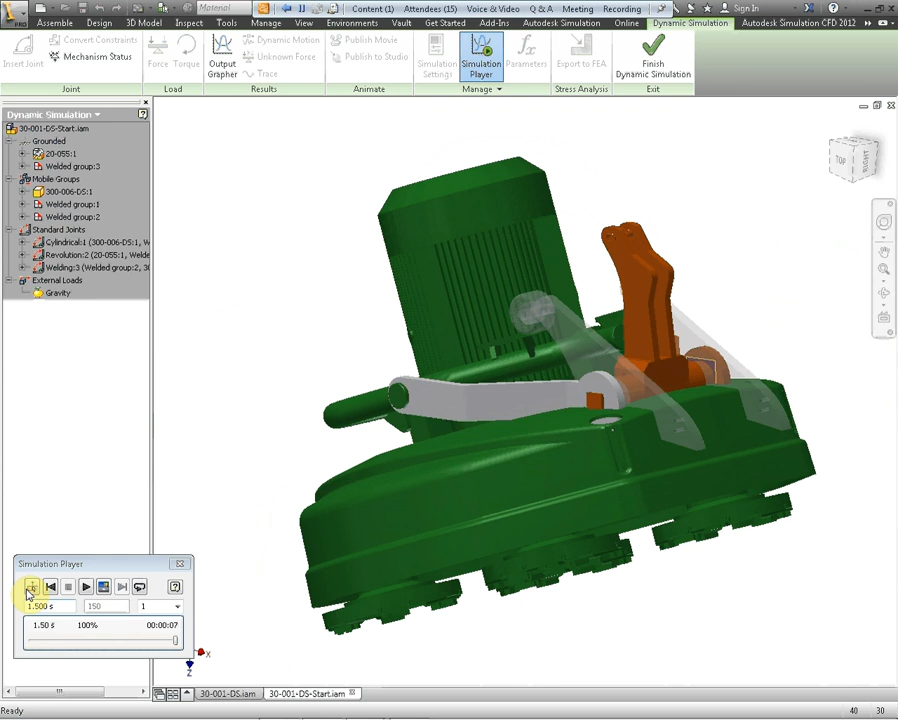 Material
Content (1) Attendees (15) Voice & Video Q & A Meeting Recording
Sign In
PRO
Assemble Design 3D Model Inspect Tools Manage Environments Vault Get Started Add-Ins Autodesk Simulation Online Dynamic Simulation Autodesk Simulation CFD 2012
Insert Joint
Convert Constraints
Mechanism Status
Force Torque
Output Grapher
Dynamic Motion
Unknown Force
Trace
Publish Movie
Publish to Studio
Simulation Settings
Simulation Player
Parameters
Export to FEA
Finish Dynamic Simulation
Joint Load Results Animate Manage Stress Analysis Exit
Dynamic Simulation
30-001-DS-Start.iam
Grounded
20-055:1
Welded group:3
Mobile Groups
300-006-DS:1
Welded group:1
Welded group:2
Standard Joints
Cylindrical:1 (300-006-DS:1, W
Revolution:2 (20-055:1, Welde
Welding:3 (Welded group:2, 30
External Loads
Gravity
TOP RIGHT
Simulation Player
1.500 s 150 1
1.50 s 100% 00:00:07
X
Z
30-001-DS.iam 30-001-DS-Start.iam
Ready 40 30